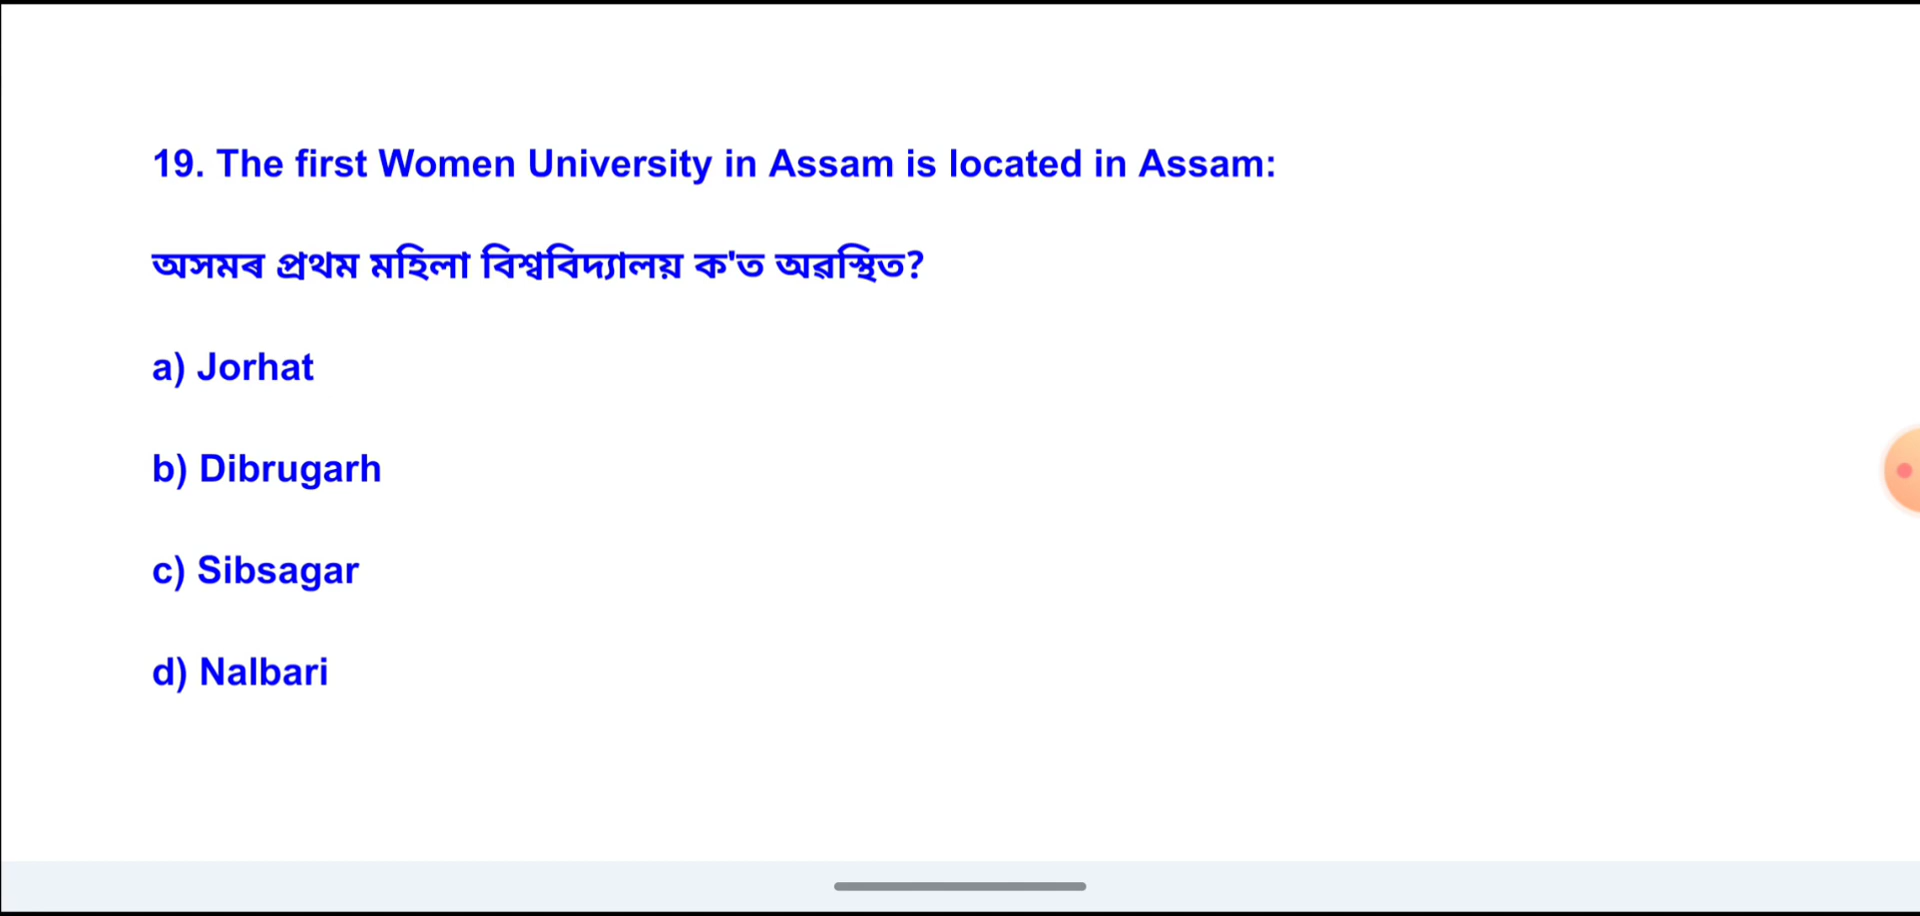 19. The first Women University in Assam is located in Assam:
অসমৰ প্ৰথম মহিলা বিশ্ববিদ্যালয় ক'ত অৱস্থিত?
a) Jorhat
b) Dibrugarh
c) Sibsagar
d) Nalbari